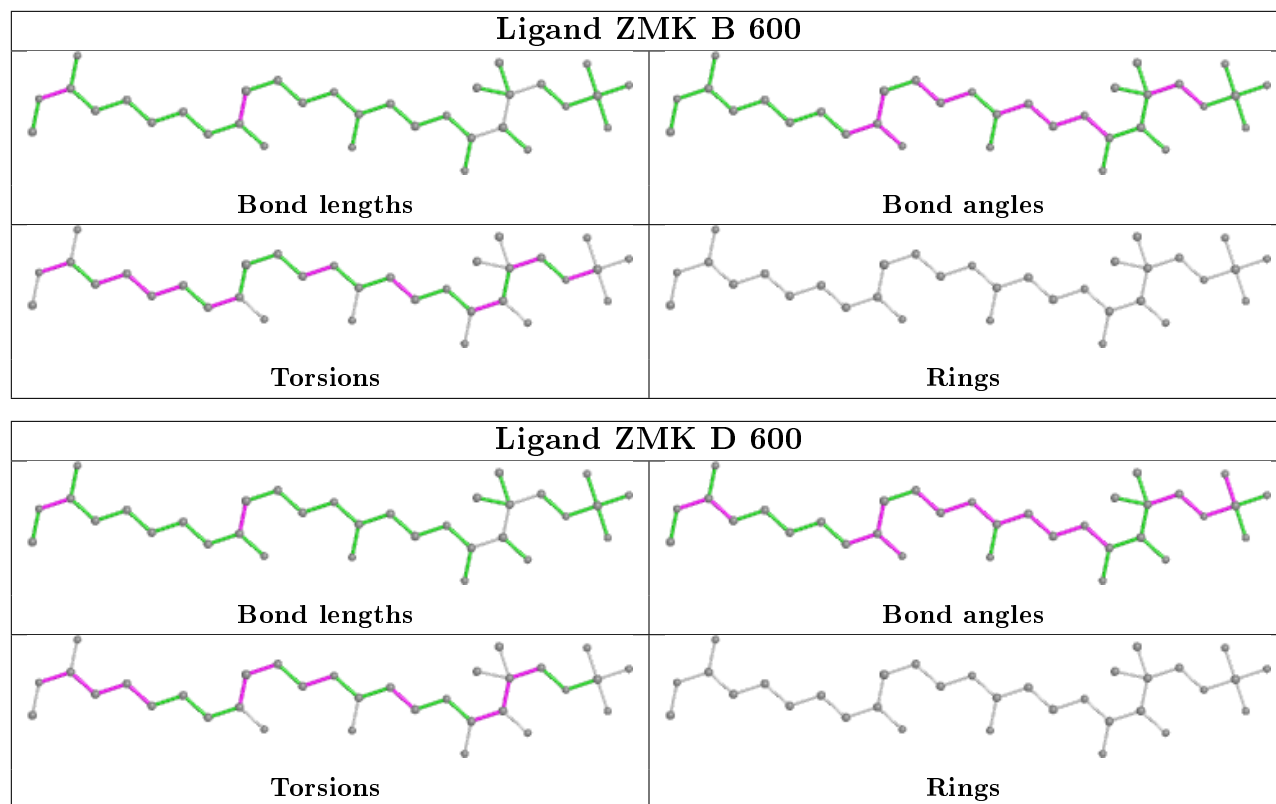 Ligand ZMK B 600
Bond lengths
Bond angles
Torsions
Rings
Ligand ZMK D 600
Bond lengths
Bond angles
Torsions
Rings